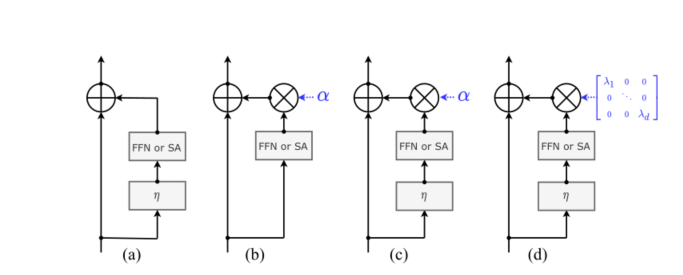 FFN or SA
η
(a)
α
FFN or SA
(b)
α
FFN or SA
η
(c)
λ₁ 0 0
0 ⋱ 0
0 0 λ_d
FFN or SA
η
(d)